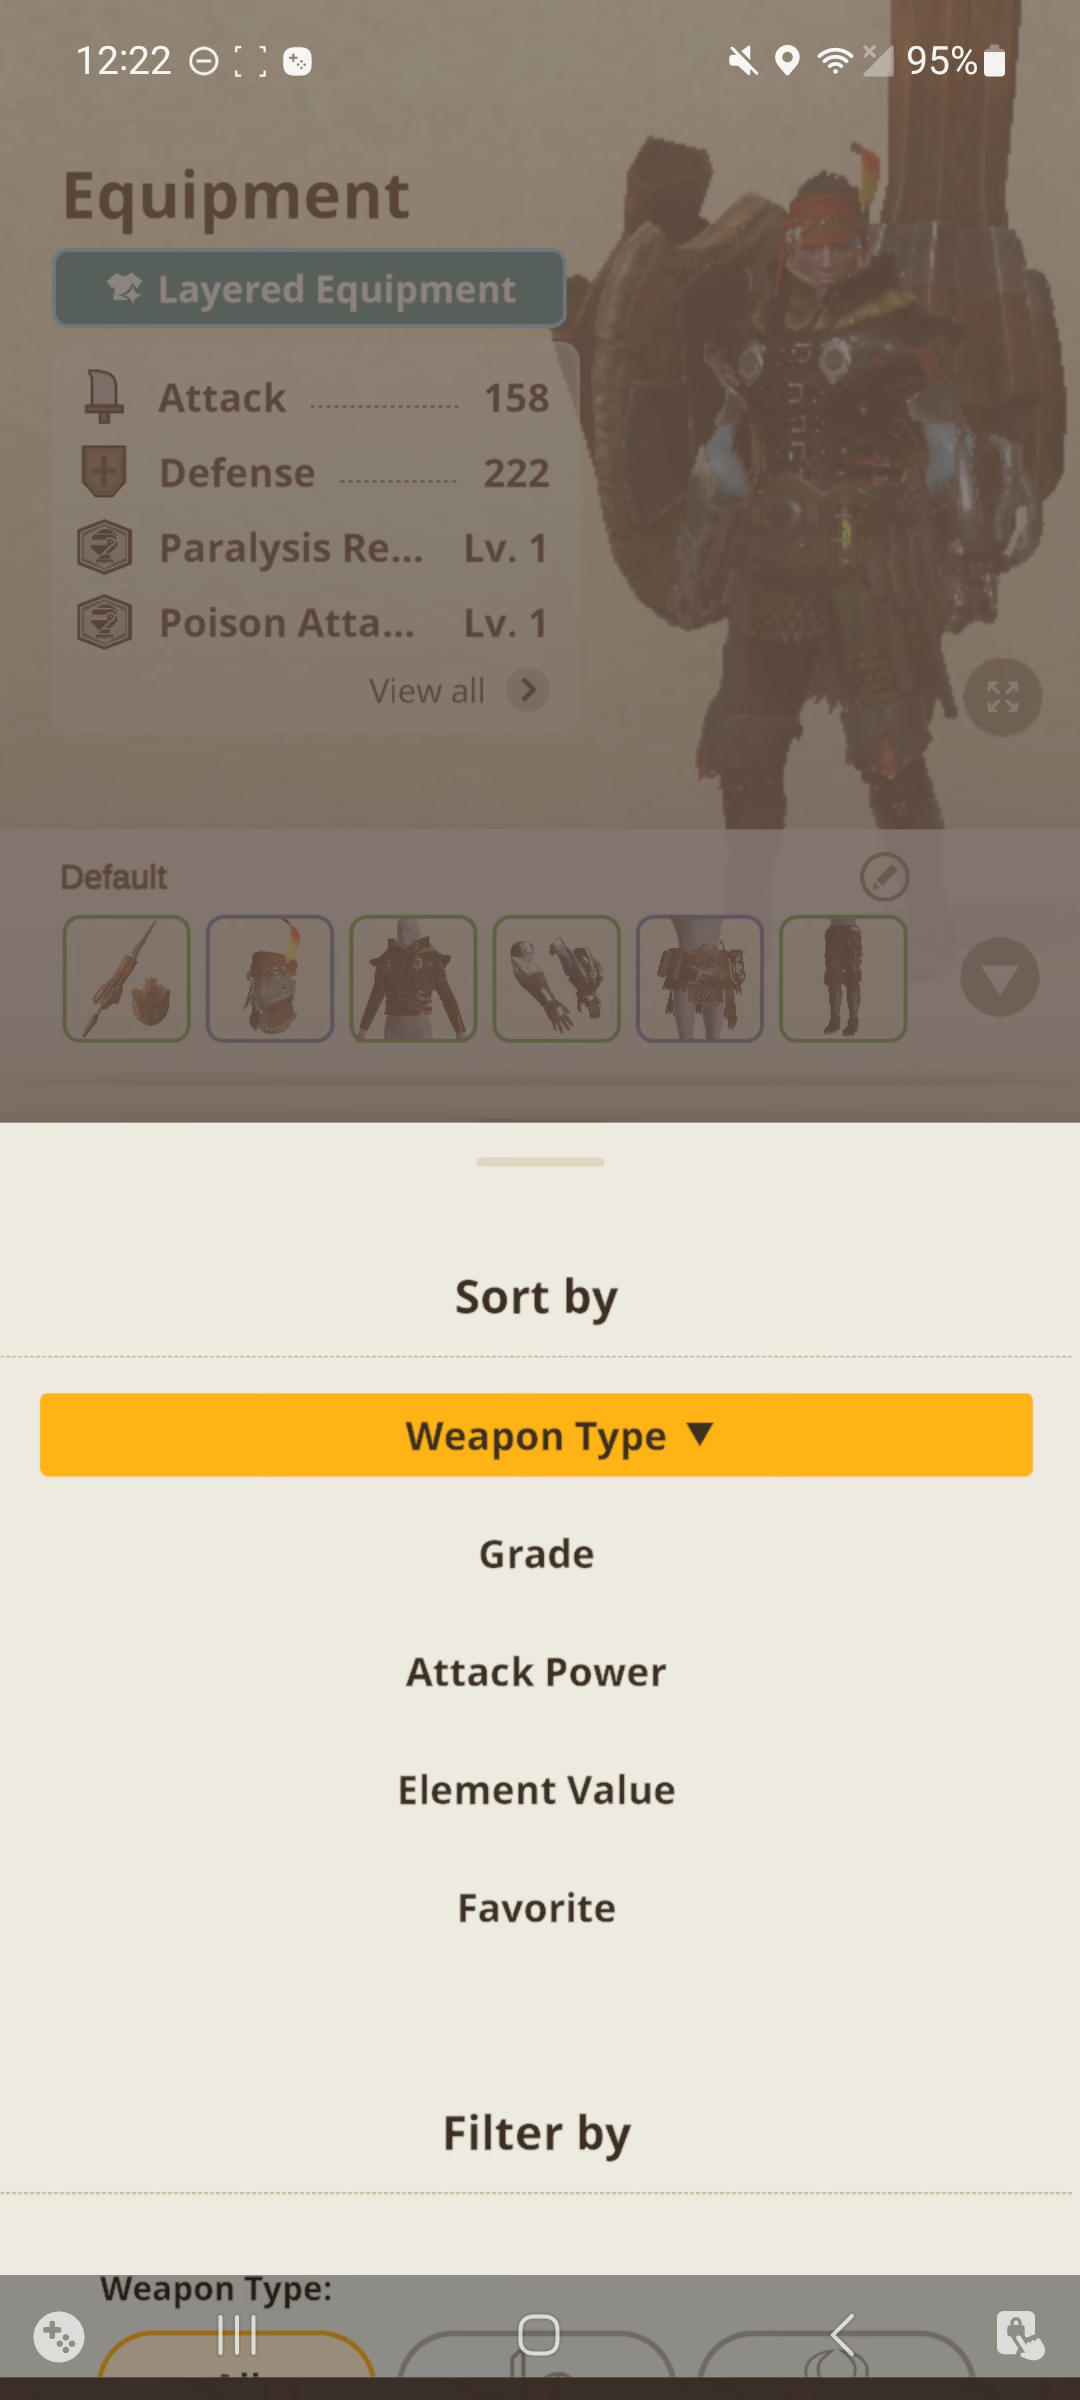 12:22
95%
Equipment
Layered Equipment
Attack 158
Defense 222
Paralysis Re... Lv. 1
Poison Atta... Lv. 1
View all
Default
Sort by
Weapon Type ▼
Grade
Attack Power
Element Value
Favorite
Filter by
Weapon Type: